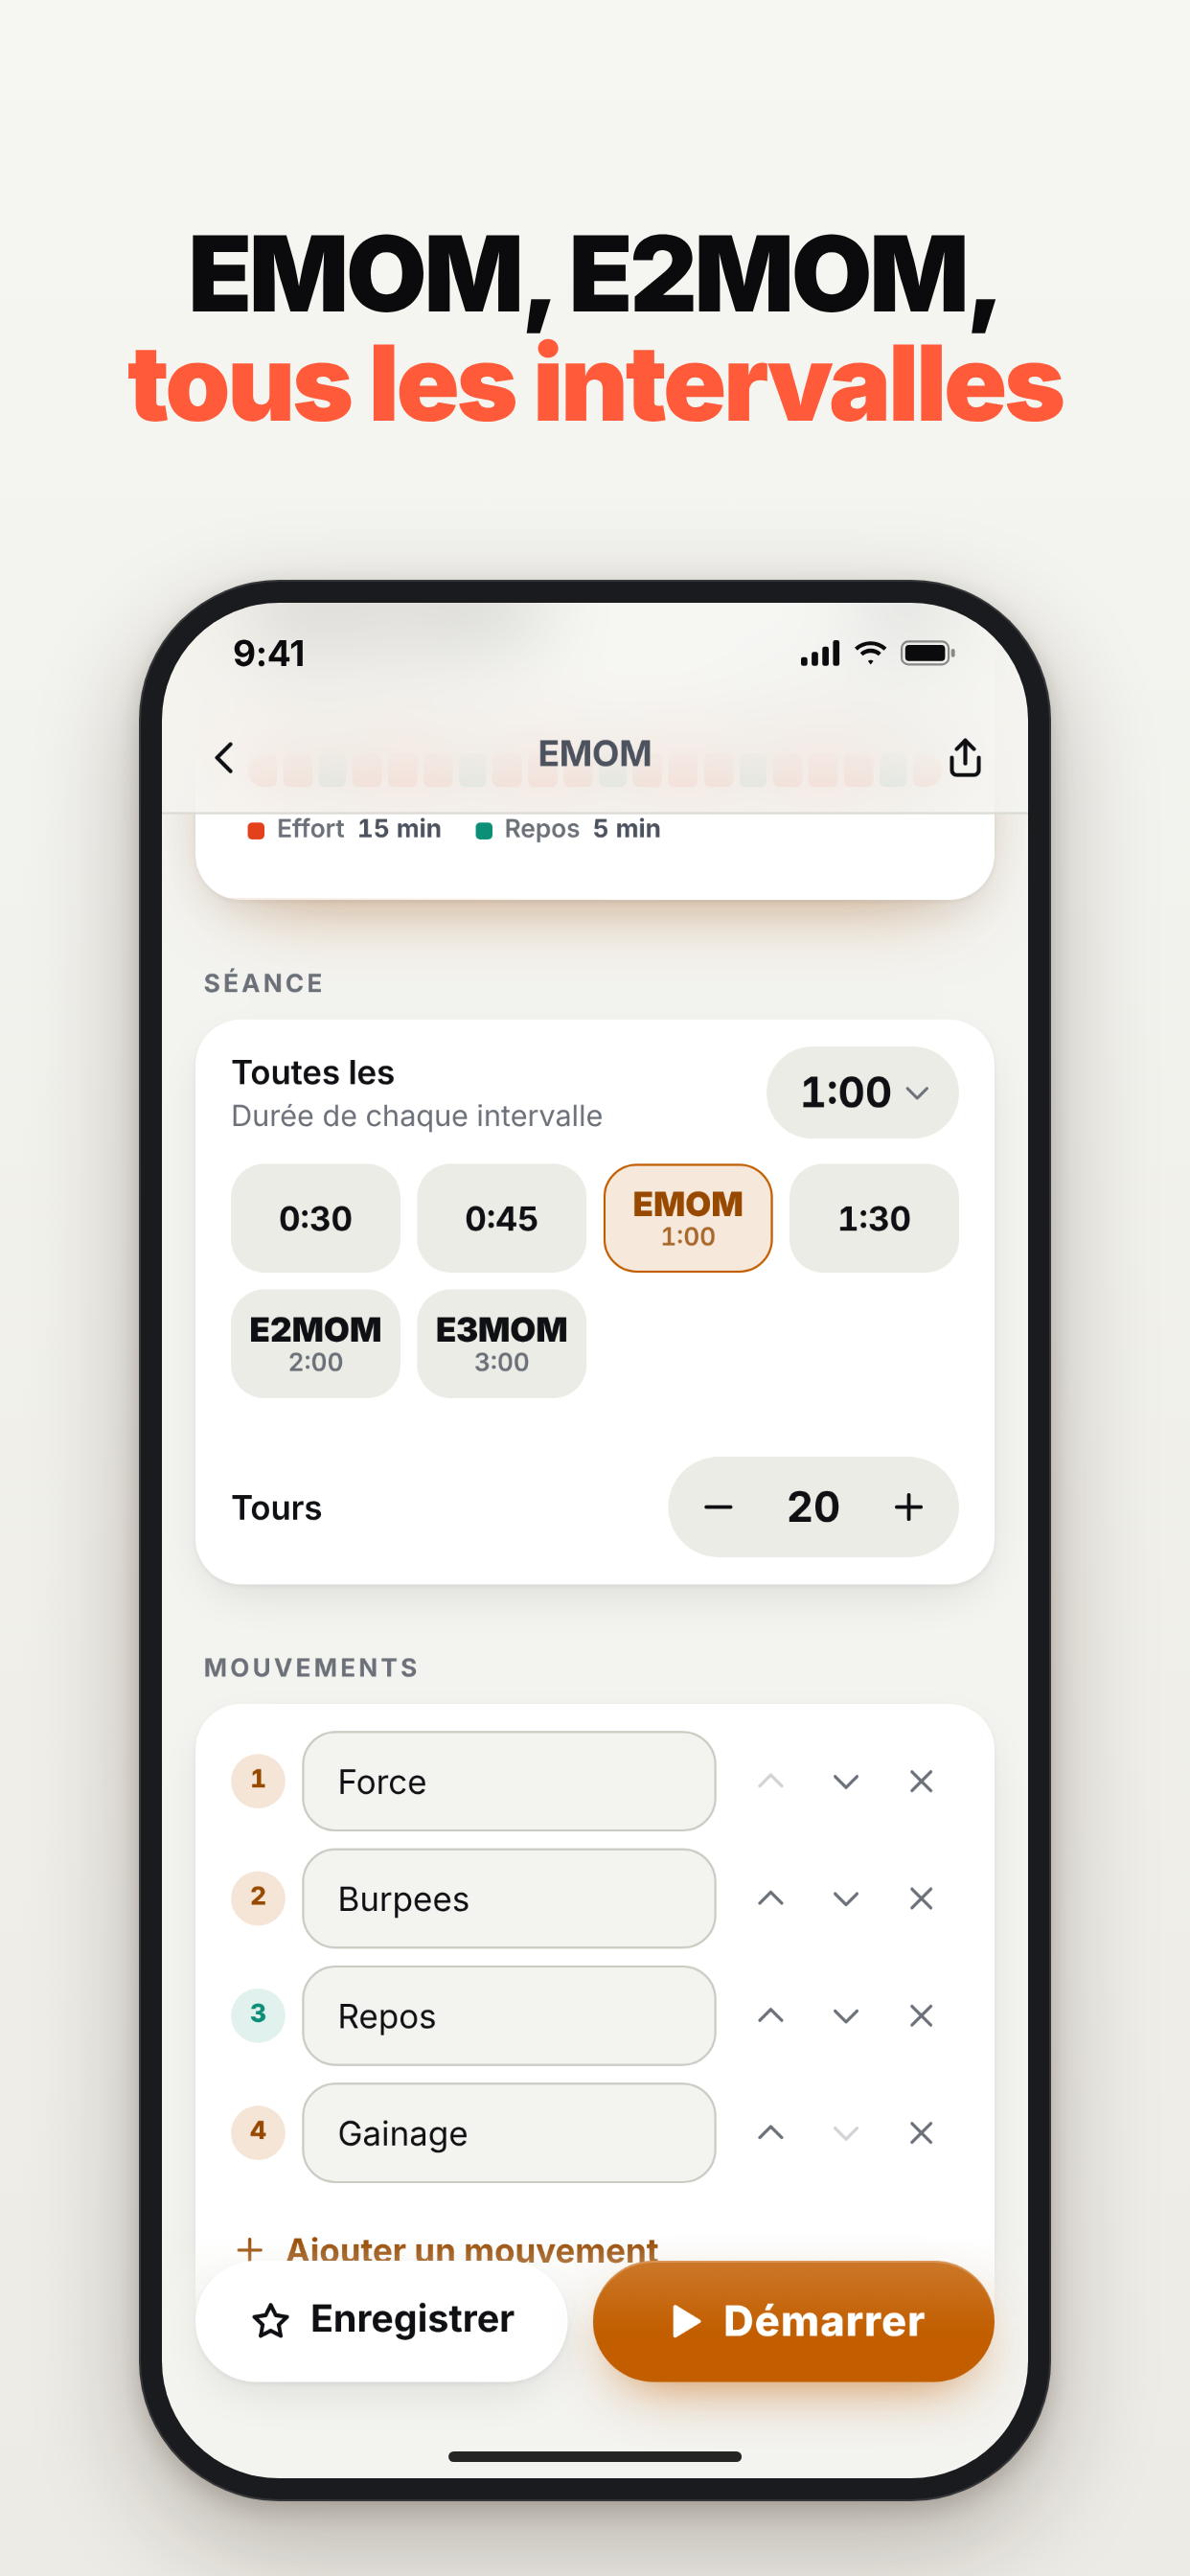 EMOM, E2MOM,
tous les intervalles
9:41
EMOM
Effort 15 min Repos 5 min
SÉANCE
Toutes les
Durée de chaque intervalle
1:00
0:30
0:45
EMOM
1:00
1:30
E2MOM
2:00
E3MOM
3:00
Tours
20
MOUVEMENTS
1 Force
2 Burpees
3 Repos
4 Gainage
+ Ajouter un mouvement
Enregistrer
Démarrer